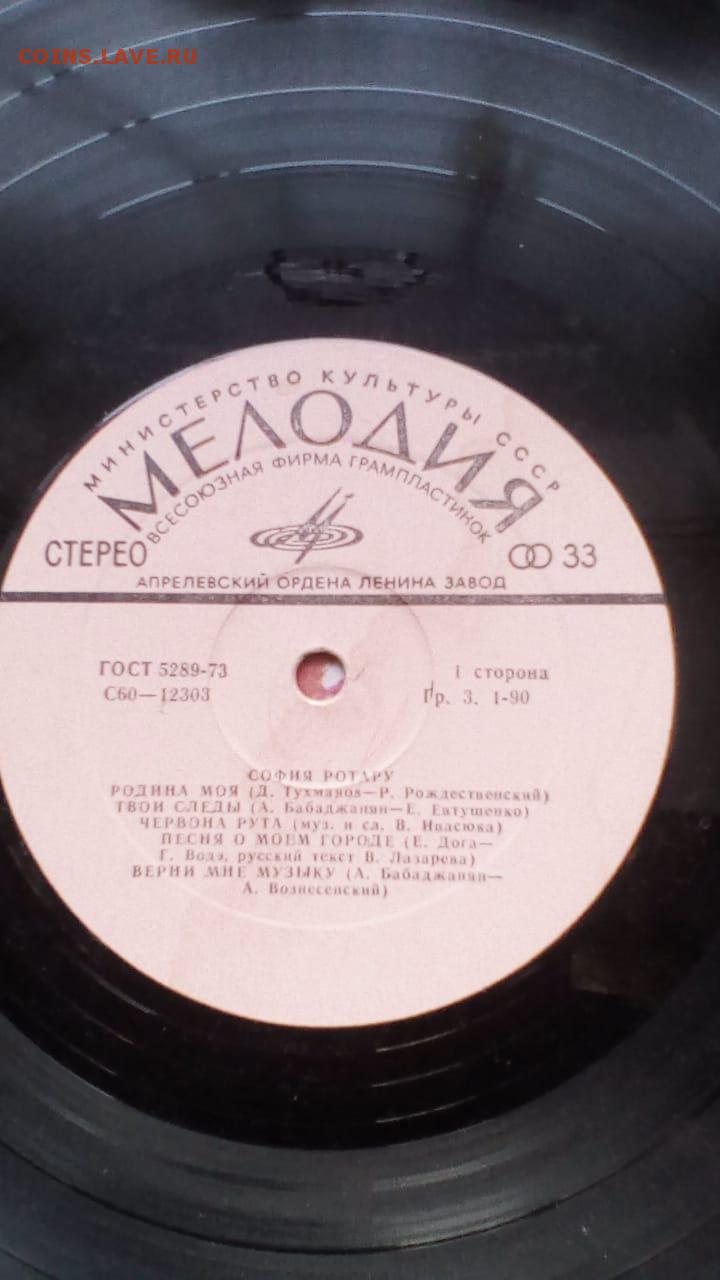 COINS.LAVE.RU
МИНИСТЕРСТВО КУЛЬТУРЫ СССР
МЕЛОДИЯ
ВСЕСОЮЗНАЯ ФИРМА ГРАМПЛАСТИНОК
СТЕРЕО
33
АПРЕЛЕВСКИЙ ОРДЕНА ЛЕНИНА ЗАВОД
ГОСТ 5289-73
I сторона
С60—12303
Гр. 3. 1-90
СОФИЯ РОТАРУ
РОДИНА МОЯ (Д. Тухманов—Р. Рождественский)
ТВОИ СЛЕДЫ (А. Бабаджанян—Е. Евтушенко)
ЧЕРВОНА РУТА (муз. и сл. В. Ивасюка)
ПЕСНЯ О МОЕМ ГОРОДЕ (Е. Дога—
Г. Водэ, русский текст В. Лазарева)
ВЕРНИ МНЕ МУЗЫКУ (А. Бабаджанян—
А. Вознесенский)